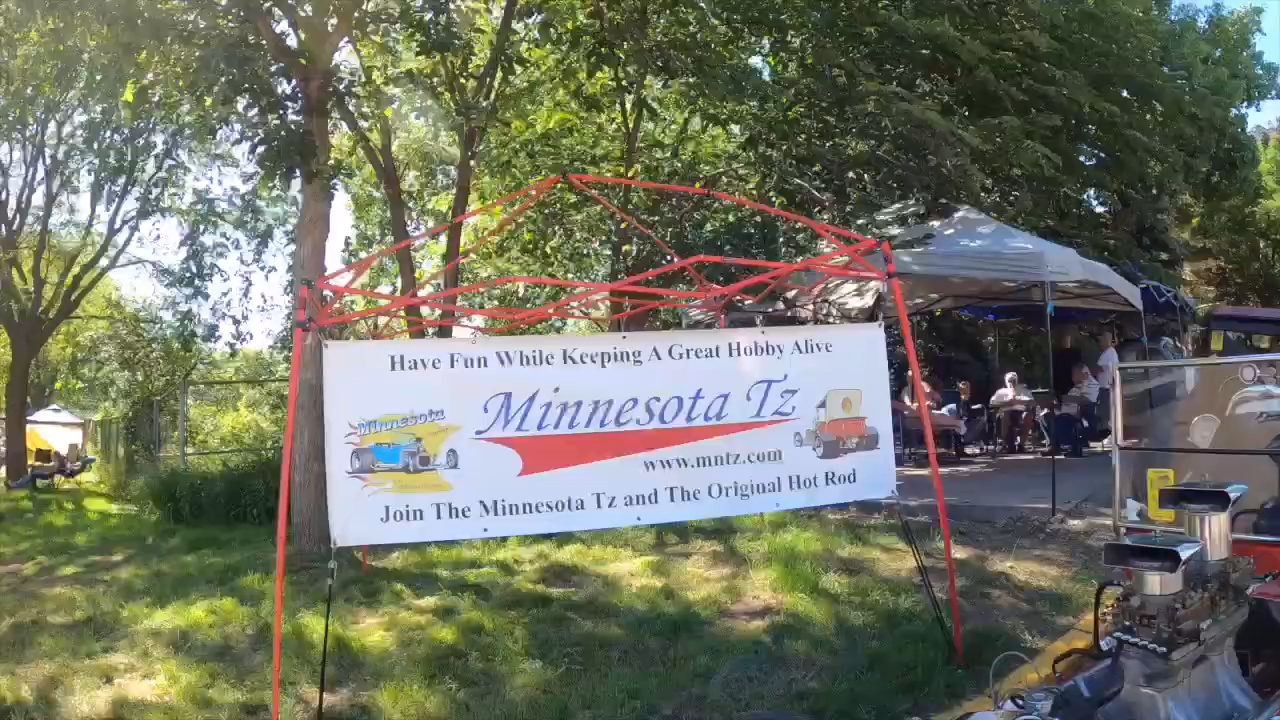 Have Fun While Keeping A Great Hobby Alive
Minnesota
Minnesota Tz
www.mntz.com
Join The Minnesota Tz and The Original Hot Rod